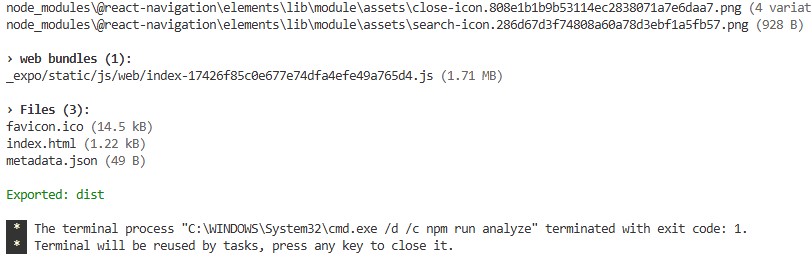 node_modules\@react-navigation\elements\lib\module\assets\close-icon.808e1b1b9b53114ec2838071a7e6daa7.png (4 variat
node_modules\@react-navigation\elements\lib\module\assets\search-icon.286d67d3f74808a60a78d3ebf1a5fb57.png (928 B)
› web bundles (1):
_expo/static/js/web/index-17426f85c0e677e74dfa4efe49a765d4.js (1.71 MB)
› Files (3):
favicon.ico (14.5 kB)
index.html (1.22 kB)
metadata.json (49 B)
Exported: dist
* The terminal process "C:\WINDOWS\System32\cmd.exe /d /c npm run analyze" terminated with exit code: 1.
* Terminal will be reused by tasks, press any key to close it.